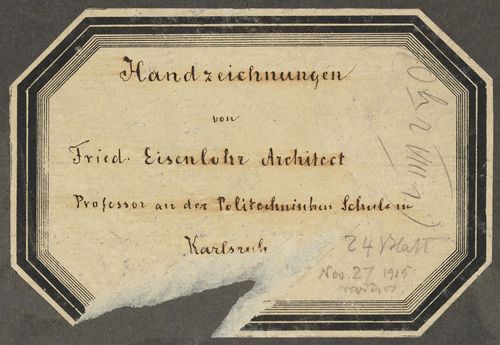 Handzeichnungen
von
Fried. Eisenlohr Architect
Professor an der Politechnischen Schule in
Karlsruh
24 Blatt
Nov. 27 1915